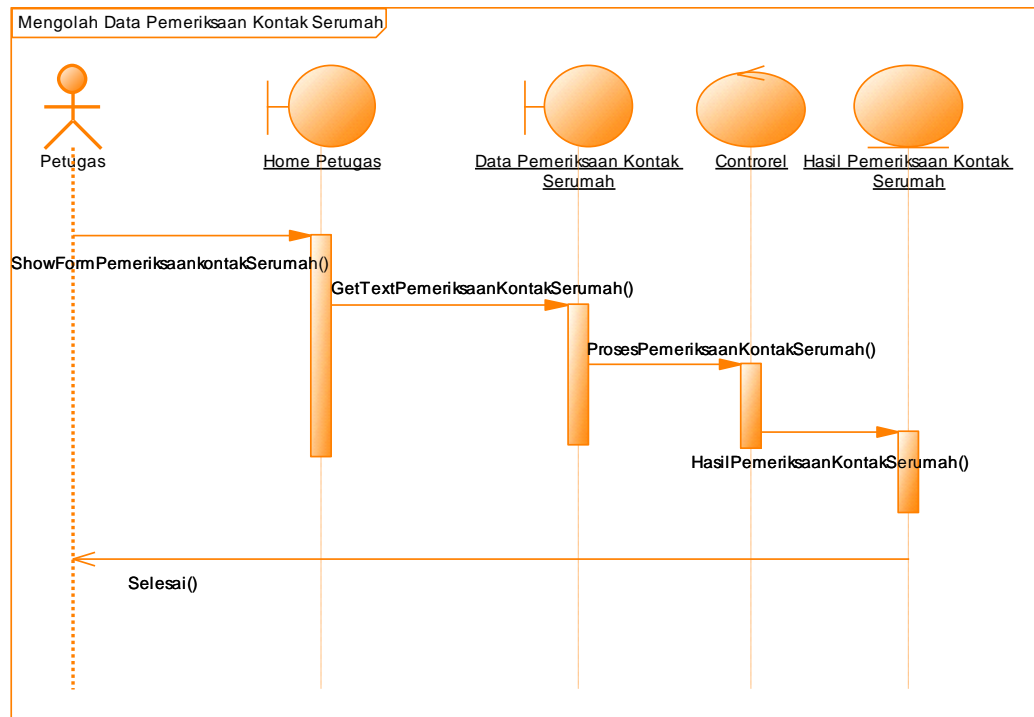 Mengolah Data Pemeriksaan Kontak Serumah
Petugas
Home Petugas
Data Pemeriksaan Kontak
Serumah
Controrel
Hasil Pemeriksaan Kontak
Serumah
ShowFormPemeriksaankontakSerumah()
GetTextPemeriksaanKontakSerumah()
ProsesPemeriksaanKontakSerumah()
HasilPemeriksaanKontakSerumah()
Selesai()